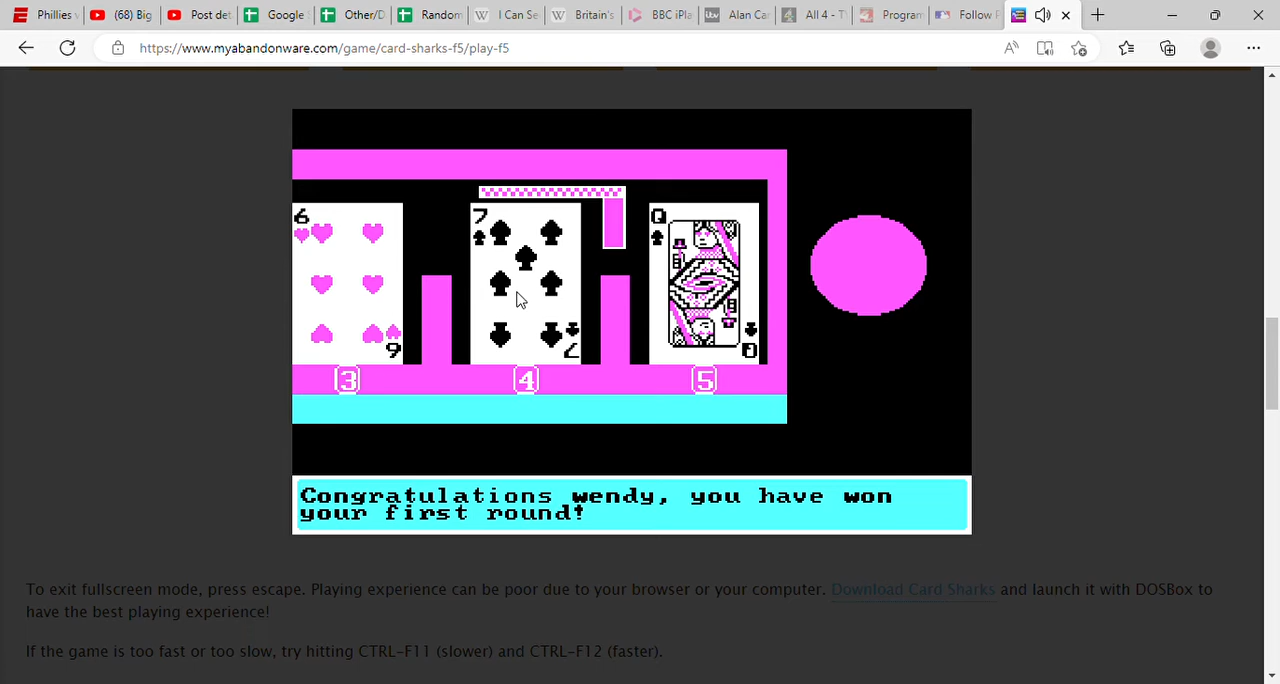 Phillies
(68) Big
Post det
Google
Other/D
Random
I Can Se
Britain's
BBC iPla
Alan Car
All 4 - T
Program
Follow P
https://www.myabandonware.com/game/card-sharks-f5/play-f5
6
7
Q
6
7
Q
3
4
5
Congratulations wendy, you have won
your first round!
To exit fullscreen mode, press escape. Playing experience can be poor due to your browser or your computer. Download Card Sharks and launch it with DOSBox to
have the best playing experience!
If the game is too fast or too slow, try hitting CTRL-F11 (slower) and CTRL-F12 (faster).